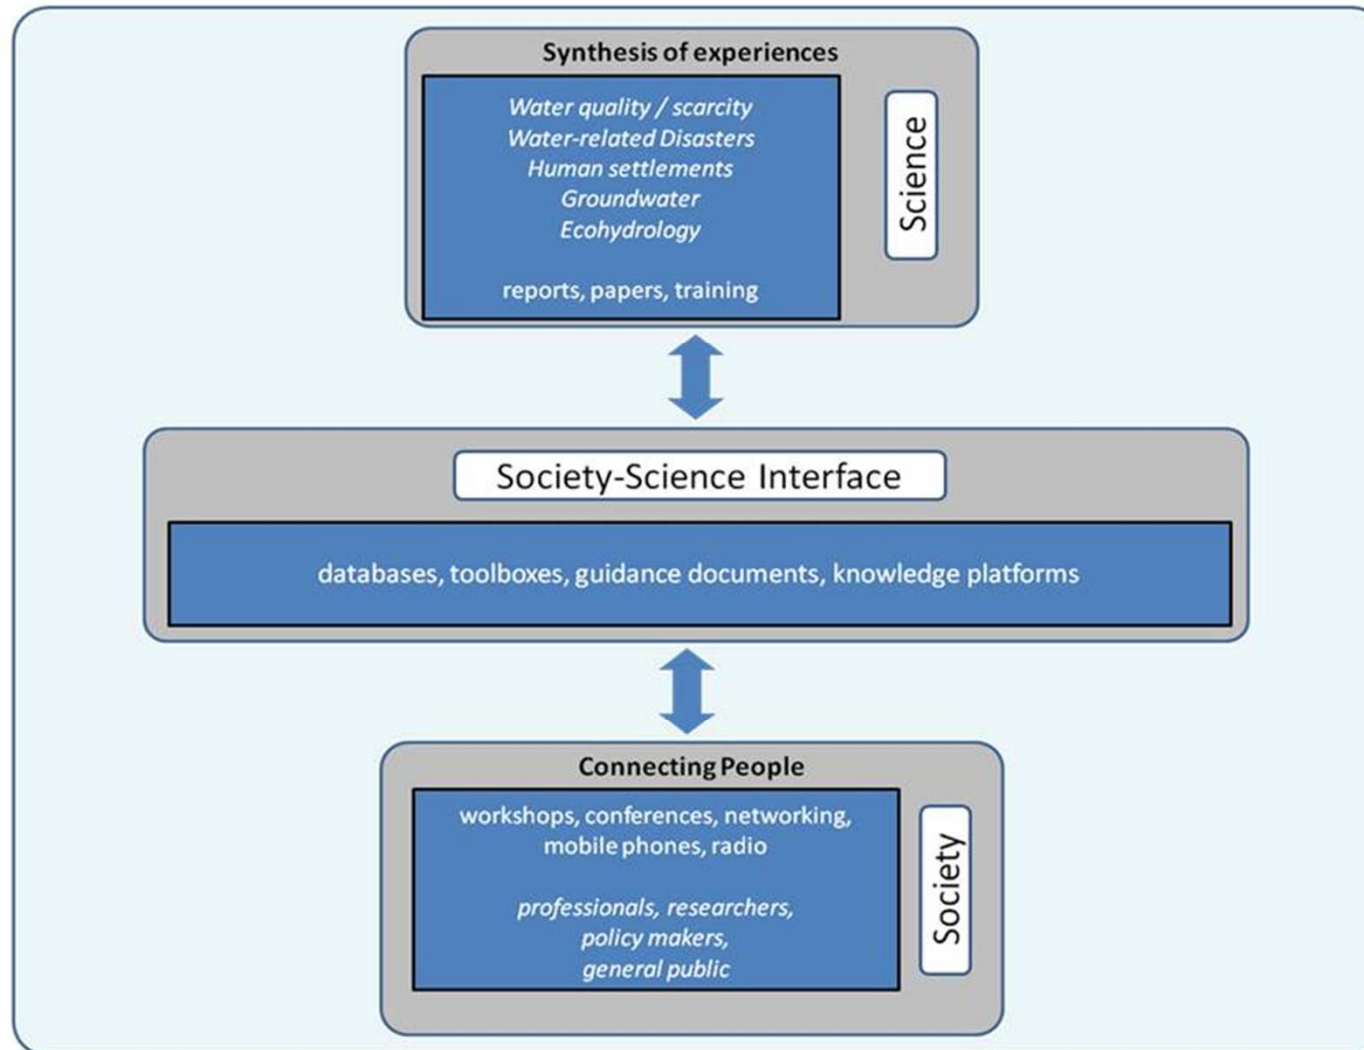 Synthesis of experiences
Water quality / scarcity
Water-related Disasters
Human settlements
Groundwater
Ecohydrology
reports, papers, training
Science
Society-Science Interface
databases, toolboxes, guidance documents, knowledge platforms
Connecting People
workshops, conferences, networking,
mobile phones, radio
professionals, researchers,
policy makers,
general public
Society